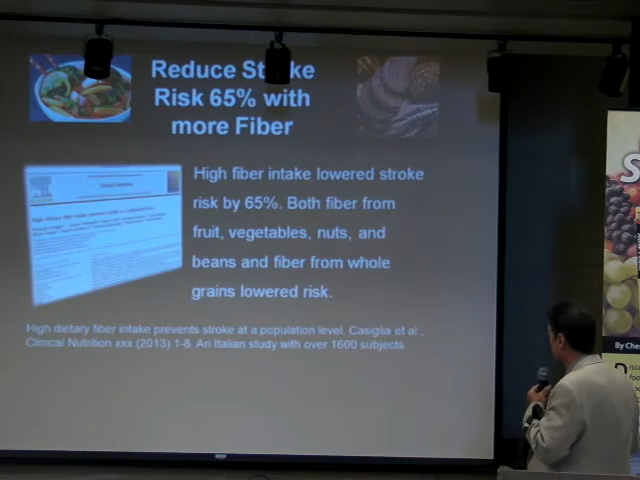 Reduce Stroke
Risk 65% with
more Fiber
High fiber intake lowered stroke
risk by 65%. Both fiber from
fruit, vegetables, nuts, and
beans and fiber from whole
grains lowered risk.
High dietary fiber intake prevents stroke at a population level, Casiglia et al.,
Clinical Nutrition xxx (2013) 1-8. An Italian study with over 1600 subjects
S
By Che